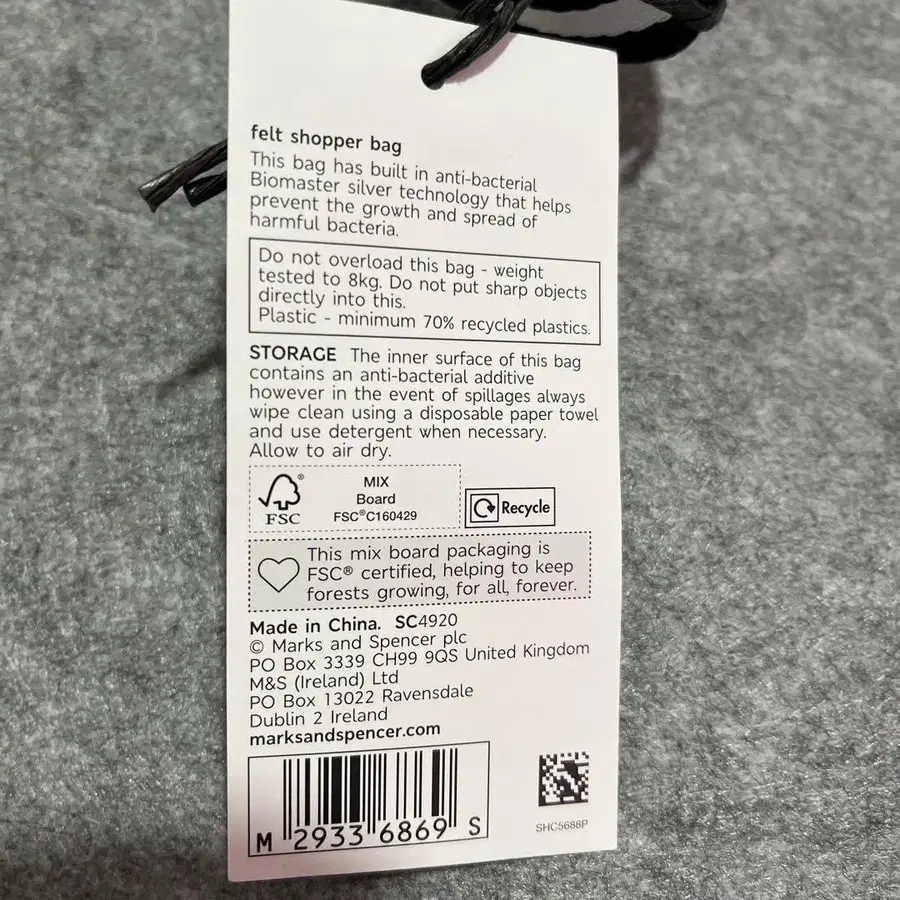 felt shopper bag
This bag has built in anti-bacterial
Biomaster silver technology that helps
prevent the growth and spread of
harmful bacteria.
Do not overload this bag - weight
tested to 8kg. Do not put sharp objects
directly into this.
Plastic - minimum 70% recycled plastics.
STORAGE The inner surface of this bag
contains an anti-bacterial additive
however in the event of spillages always
wipe clean using a disposable paper towel
and use detergent when necessary.
Allow to air dry.
FSC®
MIX
Board
FSC®C160429
Recycle
This mix board packaging is
FSC® certified, helping to keep
forests growing, for all, forever.
Made in China. SC4920
© Marks and Spencer plc
PO Box 3339 CH99 9QS United Kingdom
M&S (Ireland) Ltd
PO Box 13022 Ravensdale
Dublin 2 Ireland
marksandspencer.com
M 2933 6869 S
SHC5688P